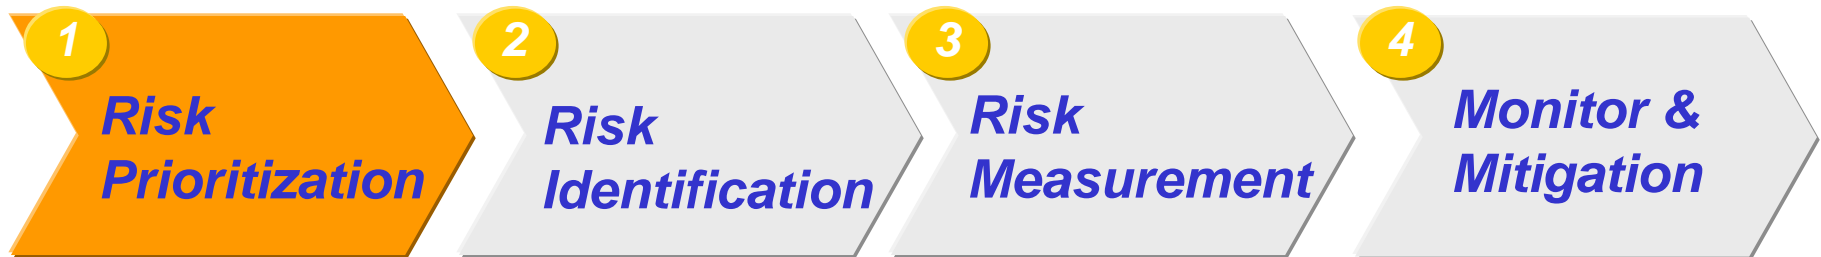 1
Risk
Prioritization
2
Risk
Identification
3
Risk
Measurement
4
Monitor &
Mitigation